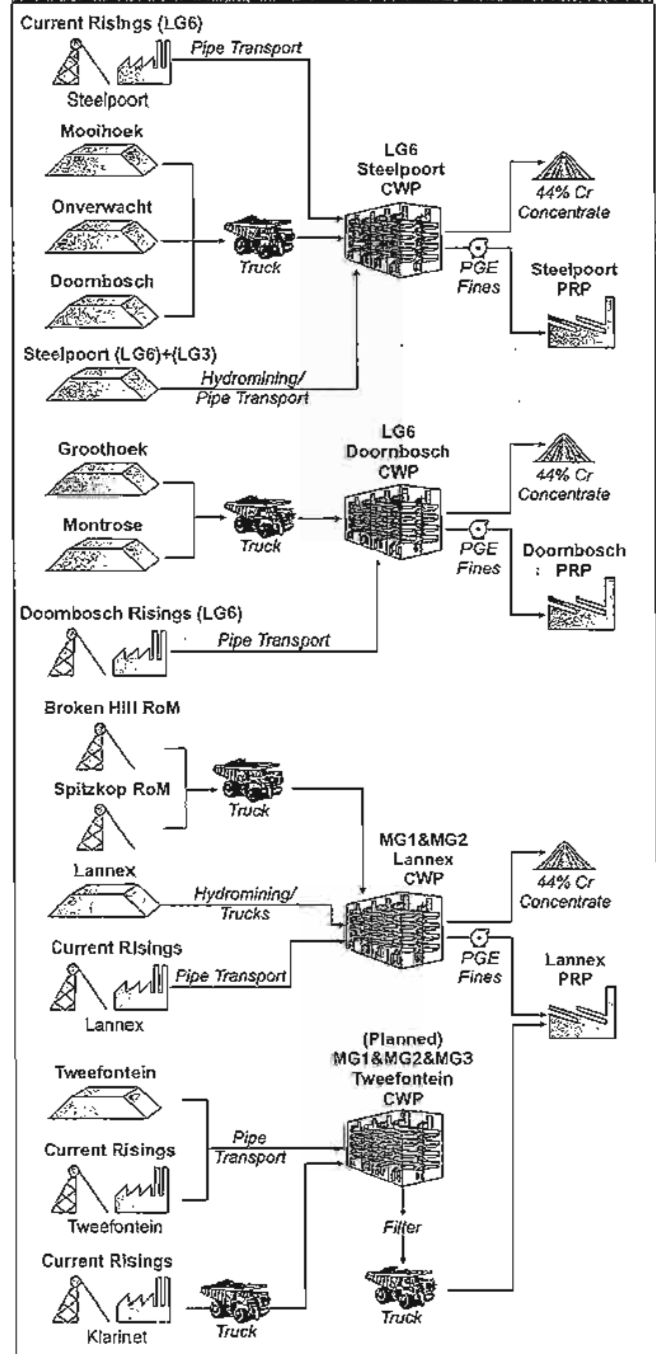 Current Risings (LG6)
Pipe Transport
Steelpoort
Mooihoek
Onverwacht
Doornbosch
Truck
LG6
Steelpoort
CWP
44% Cr
Concentrate
PGE
Fines
Steelpoort
PRP
Steelpoort (LG6)+(LG3)
Hydromining/
Pipe Transport
Groothoek
Montrose
Truck
LG6
Doornbosch
CWP
44% Cr
Concentrate
PGE
Fines
Doornbosch
PRP
Doornbosch Risings (LG6)
Pipe Transport
Broken Hill RoM
Spitzkop RoM
Truck
Lannex
Hydromining/
Trucks
Current Risings
Pipe Transport
Lannex
MG1&MG2
Lannex
CWP
44% Cr
Concentrate
PGE
Fines
Lannex
PRP
Tweefontein
Current Risings
Tweefontein
Pipe
Transport
(Planned)
MG1&MG2&MG3
Tweefontein
CWP
Filter
Truck
Current Risings
Klarinet
Truck